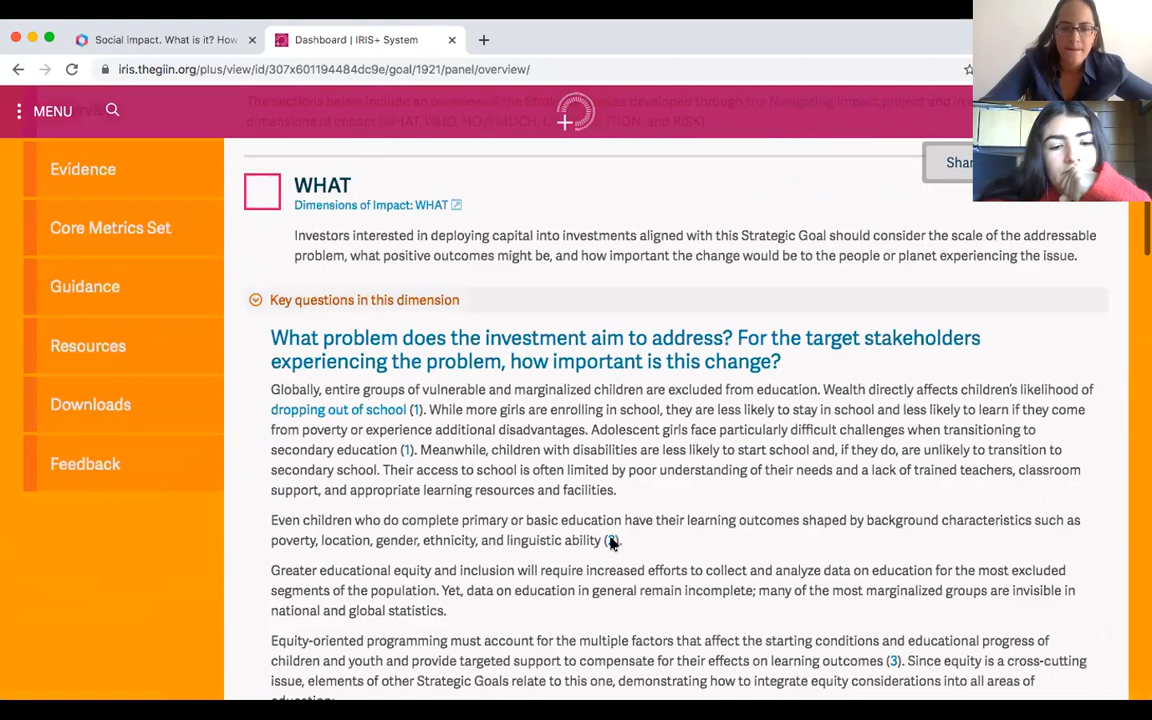 Social impact. What is it? How
Dashboard | IRIS+ System
iris.thegiin.org/plus/view/id/307x601194484dc9e/goal/1921/panel/overview/
MENU
Evidence
Core Metrics Set
Guidance
Resources
Downloads
Feedback
Shar
WHAT
Dimensions of Impact: WHAT
Investors interested in deploying capital into investments aligned with this Strategic Goal should consider the scale of the addressable
problem, what positive outcomes might be, and how important the change would be to the people or planet experiencing the issue.
Key questions in this dimension
What problem does the investment aim to address? For the target stakeholders
experiencing the problem, how important is this change?
Globally, entire groups of vulnerable and marginalized children are excluded from education. Wealth directly affects children's likelihood of
dropping out of school (1). While more girls are enrolling in school, they are less likely to stay in school and less likely to learn if they come
from poverty or experience additional disadvantages. Adolescent girls face particularly difficult challenges when transitioning to
secondary education (1). Meanwhile, children with disabilities are less likely to start school and, if they do, are unlikely to transition to
secondary school. Their access to school is often limited by poor understanding of their needs and a lack of trained teachers, classroom
support, and appropriate learning resources and facilities.
Even children who do complete primary or basic education have their learning outcomes shaped by background characteristics such as
poverty, location, gender, ethnicity, and linguistic ability
Greater educational equity and inclusion will require increased efforts to collect and analyze data on education for the most excluded
segments of the population. Yet, data on education in general remain incomplete; many of the most marginalized groups are invisible in
national and global statistics.
Equity-oriented programming must account for the multiple factors that affect the starting conditions and educational progress of
children and youth and provide targeted support to compensate for their effects on learning outcomes (3). Since equity is a cross-cutting
issue, elements of other Strategic Goals relate to this one, demonstrating how to integrate equity considerations into all areas of
education: